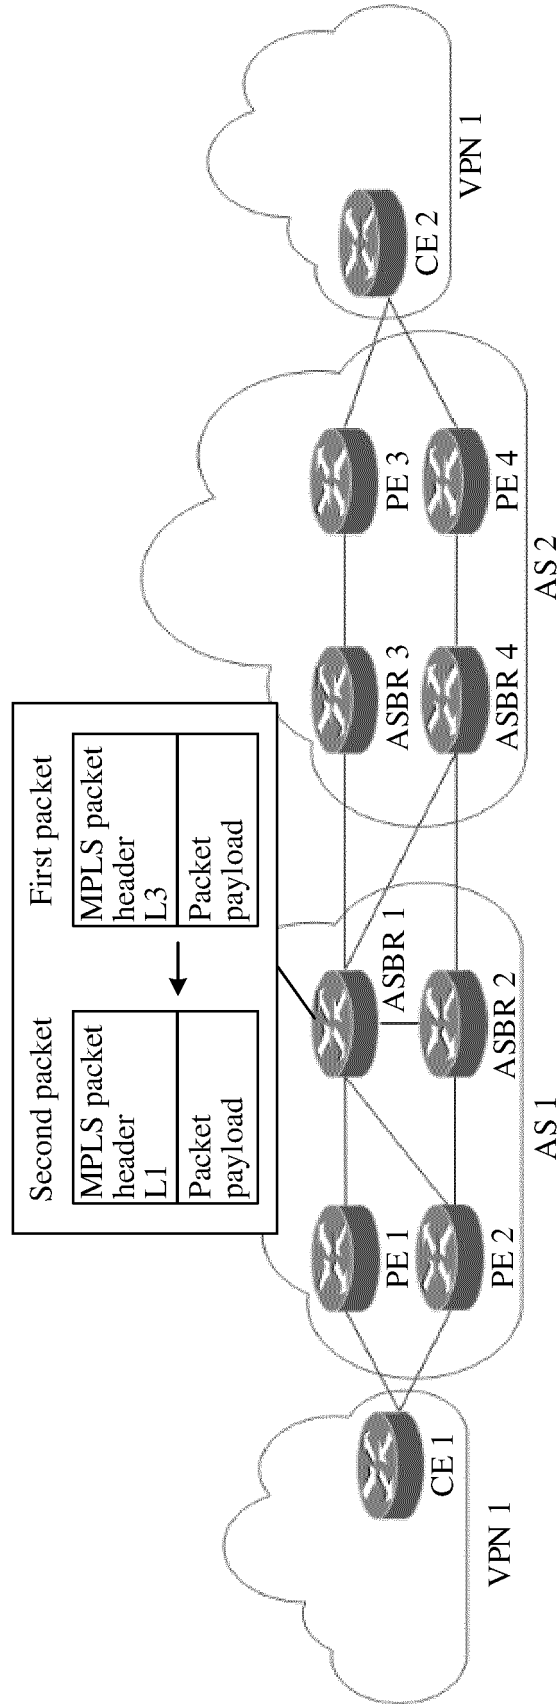 Second packet
MPLS packet
header
L1
Packet
payload
First packet
MPLS packet
header
L3
Packet
payload
CE 1
VPN 1
PE 1
PE 2
ASBR 1
ASBR 2
AS 1
ASBR 3
ASBR 4
PE 3
PE 4
AS 2
CE 2
VPN 1